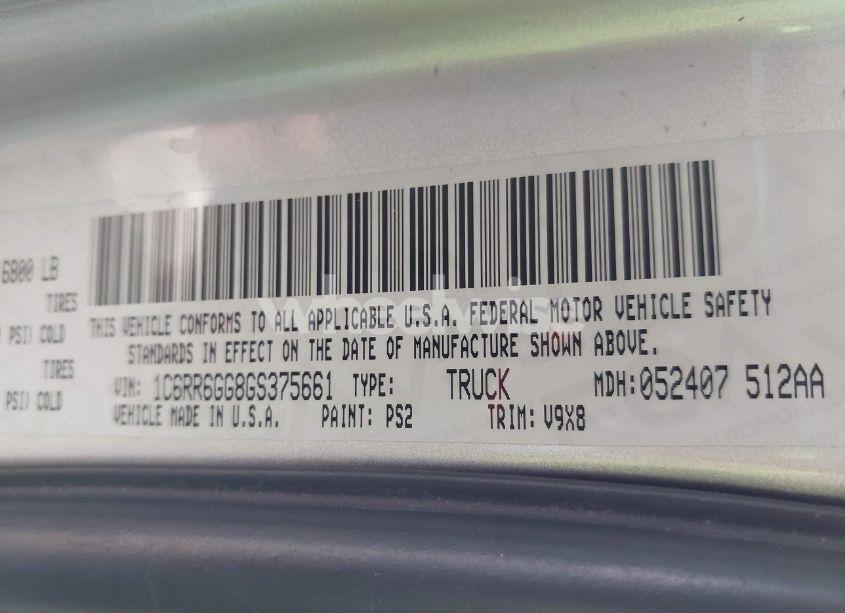 6800 LB
TIRES
PSI) COLD
TIRES
PSI) COLD
THIS VEHICLE CONFORMS TO ALL APPLICABLE U.S.A. FEDERAL MOTOR VEHICLE SAFETY
STANDARDS IN EFFECT ON THE DATE OF MANUFACTURE SHOWN ABOVE.
VIN: 1C6RR6GG8GS375661 TYPE: TRUCK MDH:052407 512AA
VEHICLE MADE IN U.S.A. PAINT: PS2 TRIM: V9X8